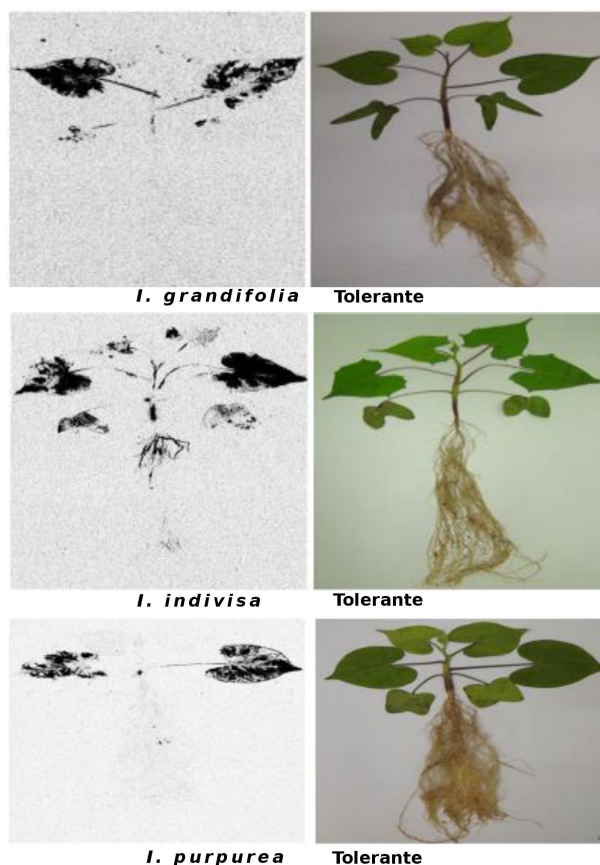 I. grandifolia Tolerante
I. indivisa Tolerante
I. purpurea Tolerante